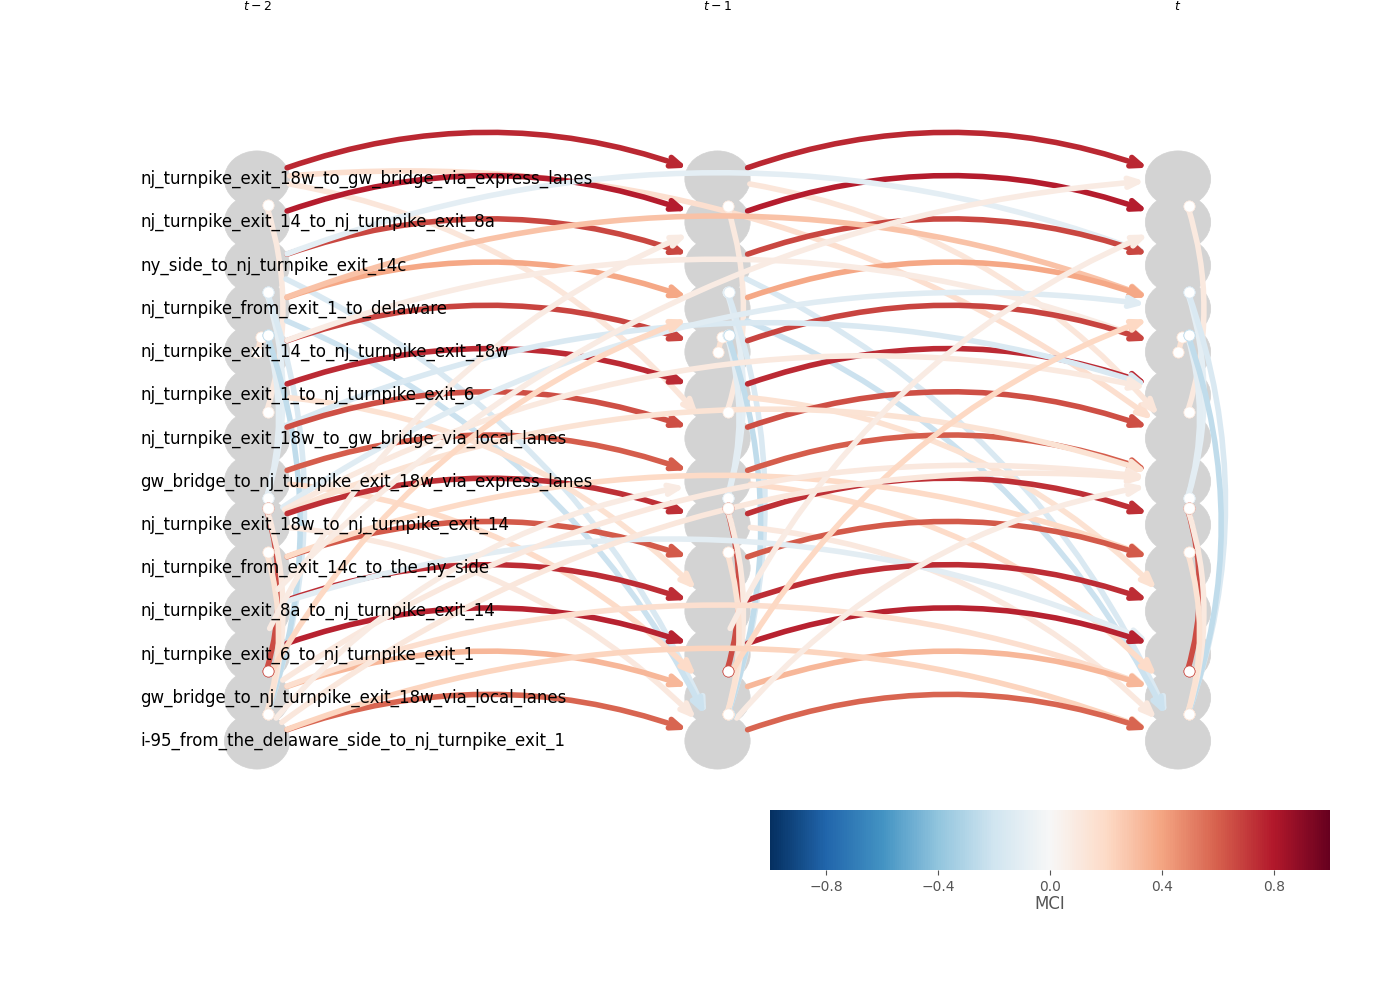 t − 2 t − 1 t
nj_turnpike_exit_18w_to_gw_bridge_via_express_lanes
nj_turnpike_exit_14_to_nj_turnpike_exit_8a
ny_side_to_nj_turnpike_exit_14c
nj_turnpike_from_exit_1_to_delaware
nj_turnpike_exit_14_to_nj_turnpike_exit_18w
nj_turnpike_exit_1_to_nj_turnpike_exit_6
nj_turnpike_exit_18w_to_gw_bridge_via_local_lanes
gw_bridge_to_nj_turnpike_exit_18w_via_express_lanes
nj_turnpike_exit_18w_to_nj_turnpike_exit_14
nj_turnpike_from_exit_14c_to_the_ny_side
nj_turnpike_exit_8a_to_nj_turnpike_exit_14
nj_turnpike_exit_6_to_nj_turnpike_exit_1
gw_bridge_to_nj_turnpike_exit_18w_via_local_lanes
i-95_from_the_delaware_side_to_nj_turnpike_exit_1
−0.8 −0.4 0.0 0.4 0.8
MCI